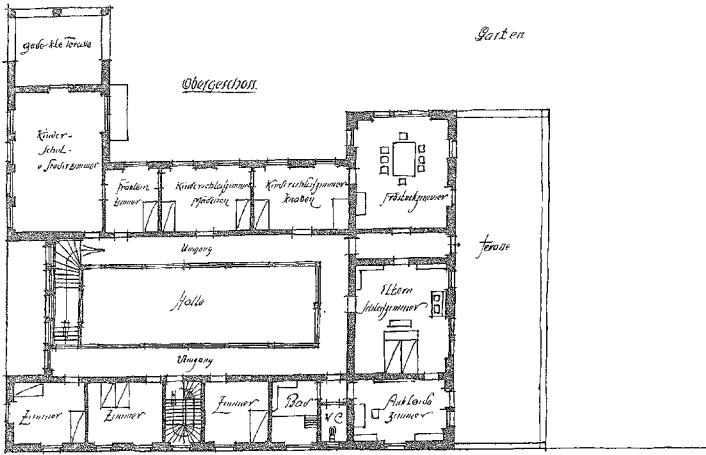 Garten
gedeckte Terasse
Obergeschoss.
Kinder-
Schul-
u
Fräulein
zimmer
Kinderschlafzimmer
Mädchen
Kinderschlafzimmer
Knaben
Frühstückzimmer
Umgang
Terasse
Halle
Eltern
Schlafzimmer
Umgang
Zimmer
Zimmer
Zimmer
Bad
WC
Ankleide
Zimmer